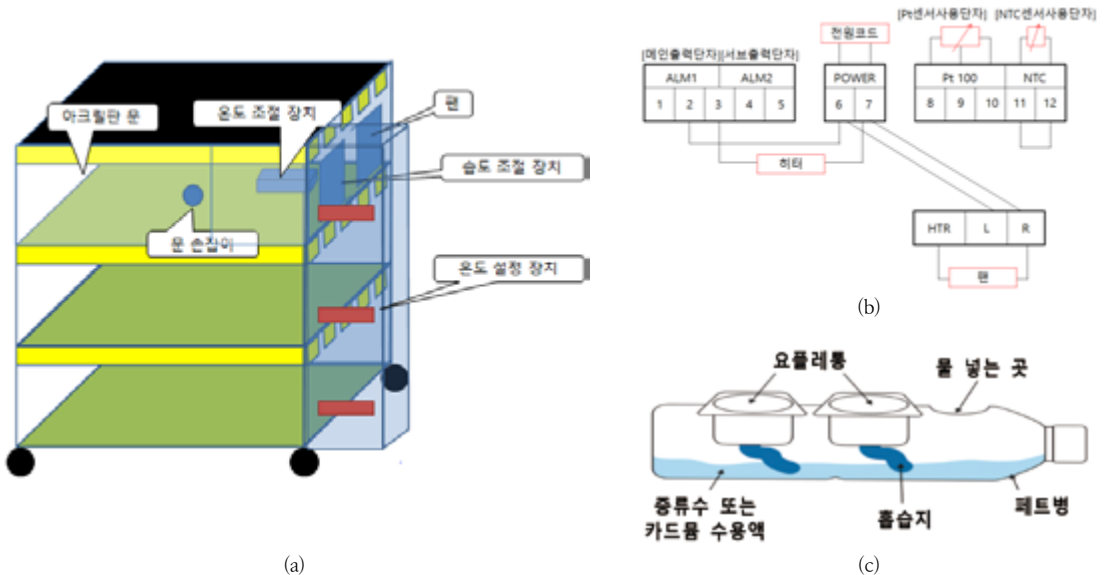 아크릴판 문
온도 조절 장치
팬
습도 조절 장치
문 손잡이
온도 설정 장치
(a)
[Pt센서사용단자] [NTC센서사용단자]
전원코드
[메인출력단자][서브출력단자]
ALM1 ALM2 POWER Pt 100 NTC
1 2 3 4 5 6 7 8 9 10 11 12
히터
HTR L R
팬
(b)
요플레통
물 넣는 곳
증류수 또는
카드뮴 수용액
흡습지
페트병
(c)